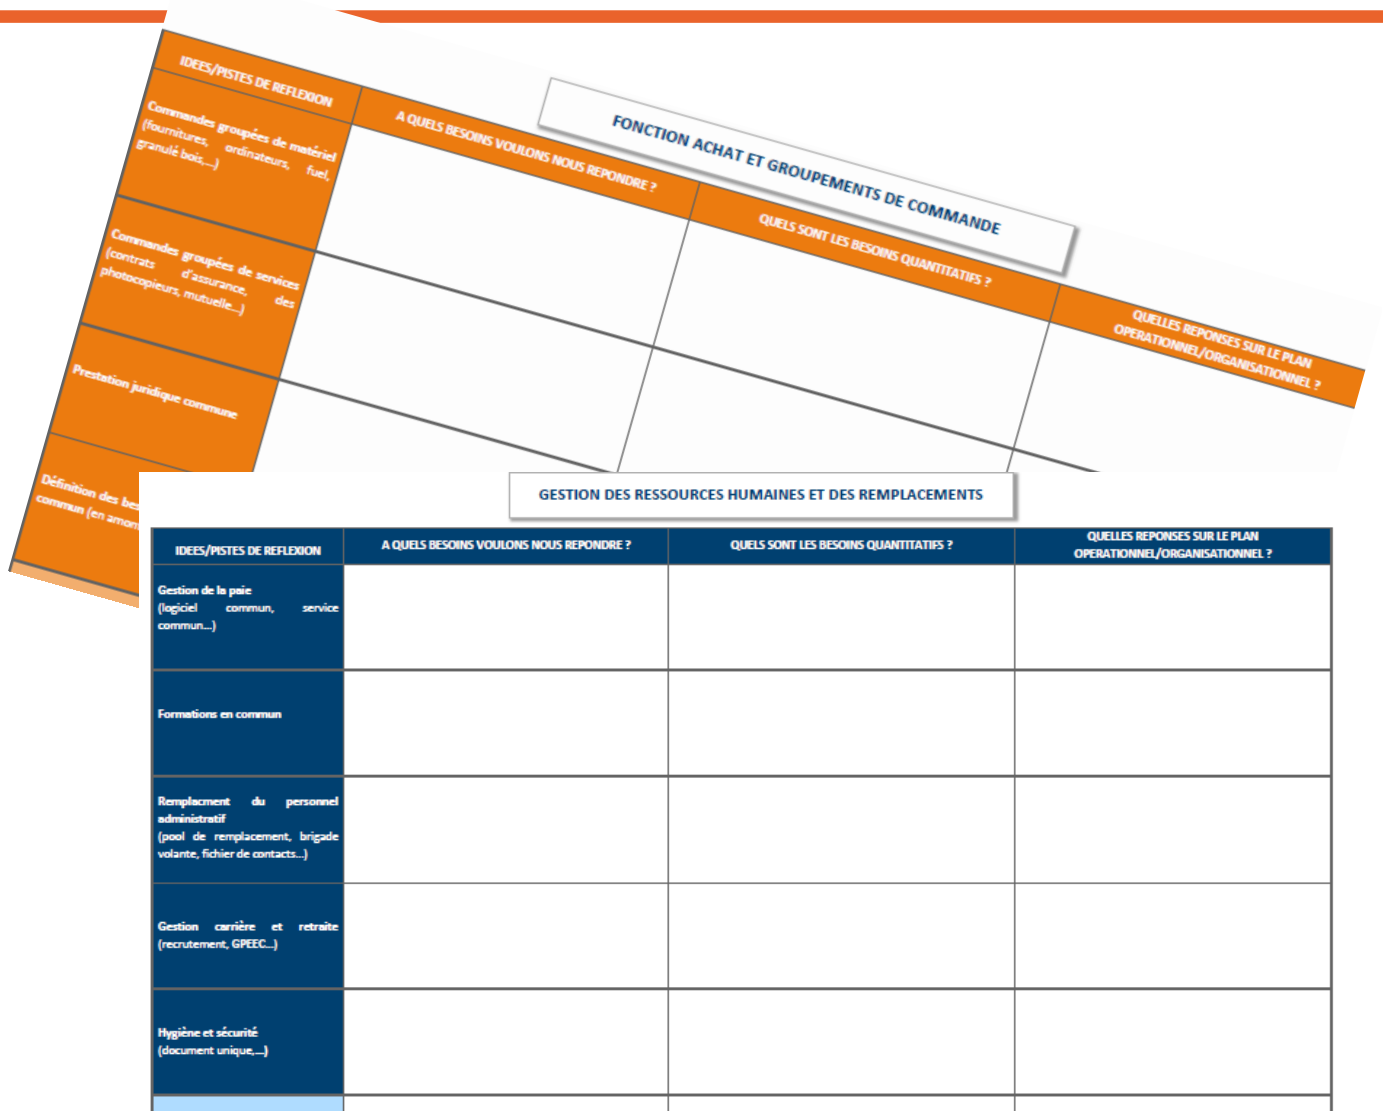 FONCTION ACHAT ET GROUPEMENTS DE COMMANDE
IDEES/PISTES DE REFLEXION
A QUELS BESOINS VOULONS NOUS REPONDRE ?
QUELS SONT LES BESOINS QUANTITATIFS ?
QUELLES REPONSES SUR LE PLAN
OPERATIONNEL/ORGANISATIONNEL ?
Commandes groupées de matériel
(fournitures, ordinateurs, fuel,
granulé bois,...)
Commandes groupées de services
(contrats d'assurance, des
photocopieurs, mutuelle...)
Prestation juridique commune
Définition des
commun (en
GESTION DES RESSOURCES HUMAINES ET DES REMPLACEMENTS
IDEES/PISTES DE REFLEXION
A QUELS BESOINS VOULONS NOUS REPONDRE ?
QUELS SONT LES BESOINS QUANTITATIFS ?
QUELLES REPONSES SUR LE PLAN
OPERATIONNEL/ORGANISATIONNEL ?
Gestion de la paie
(logiciel commun, service
commun...)
Formations en commun
Remplacment du personnel
administratif
(pool de remplacement, brigade
volante, fichier de contacts...)
Gestion carrière et retraite
(recrutement, GPEEC...)
Hygiène et sécurité
(document unique,...)